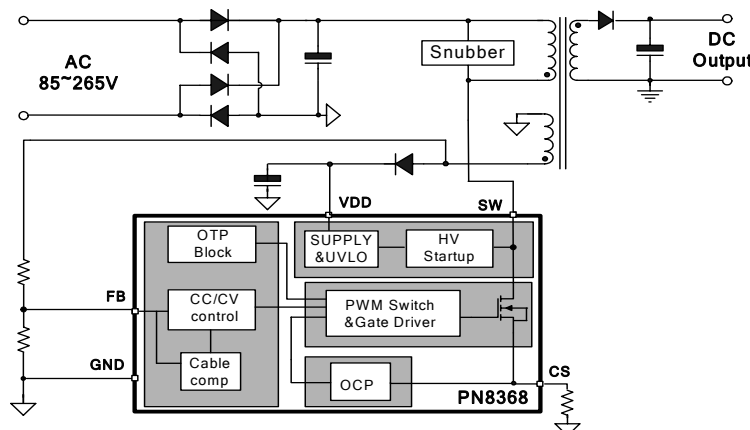 AC
85~265V
Snubber
DC
Output
VDD
SW
OTP
Block
SUPPLY
&UVLO
HV
Startup
FB
CC/CV
control
PWM Switch
&Gate Driver
GND
Cable
comp
OCP
CS
PN8368